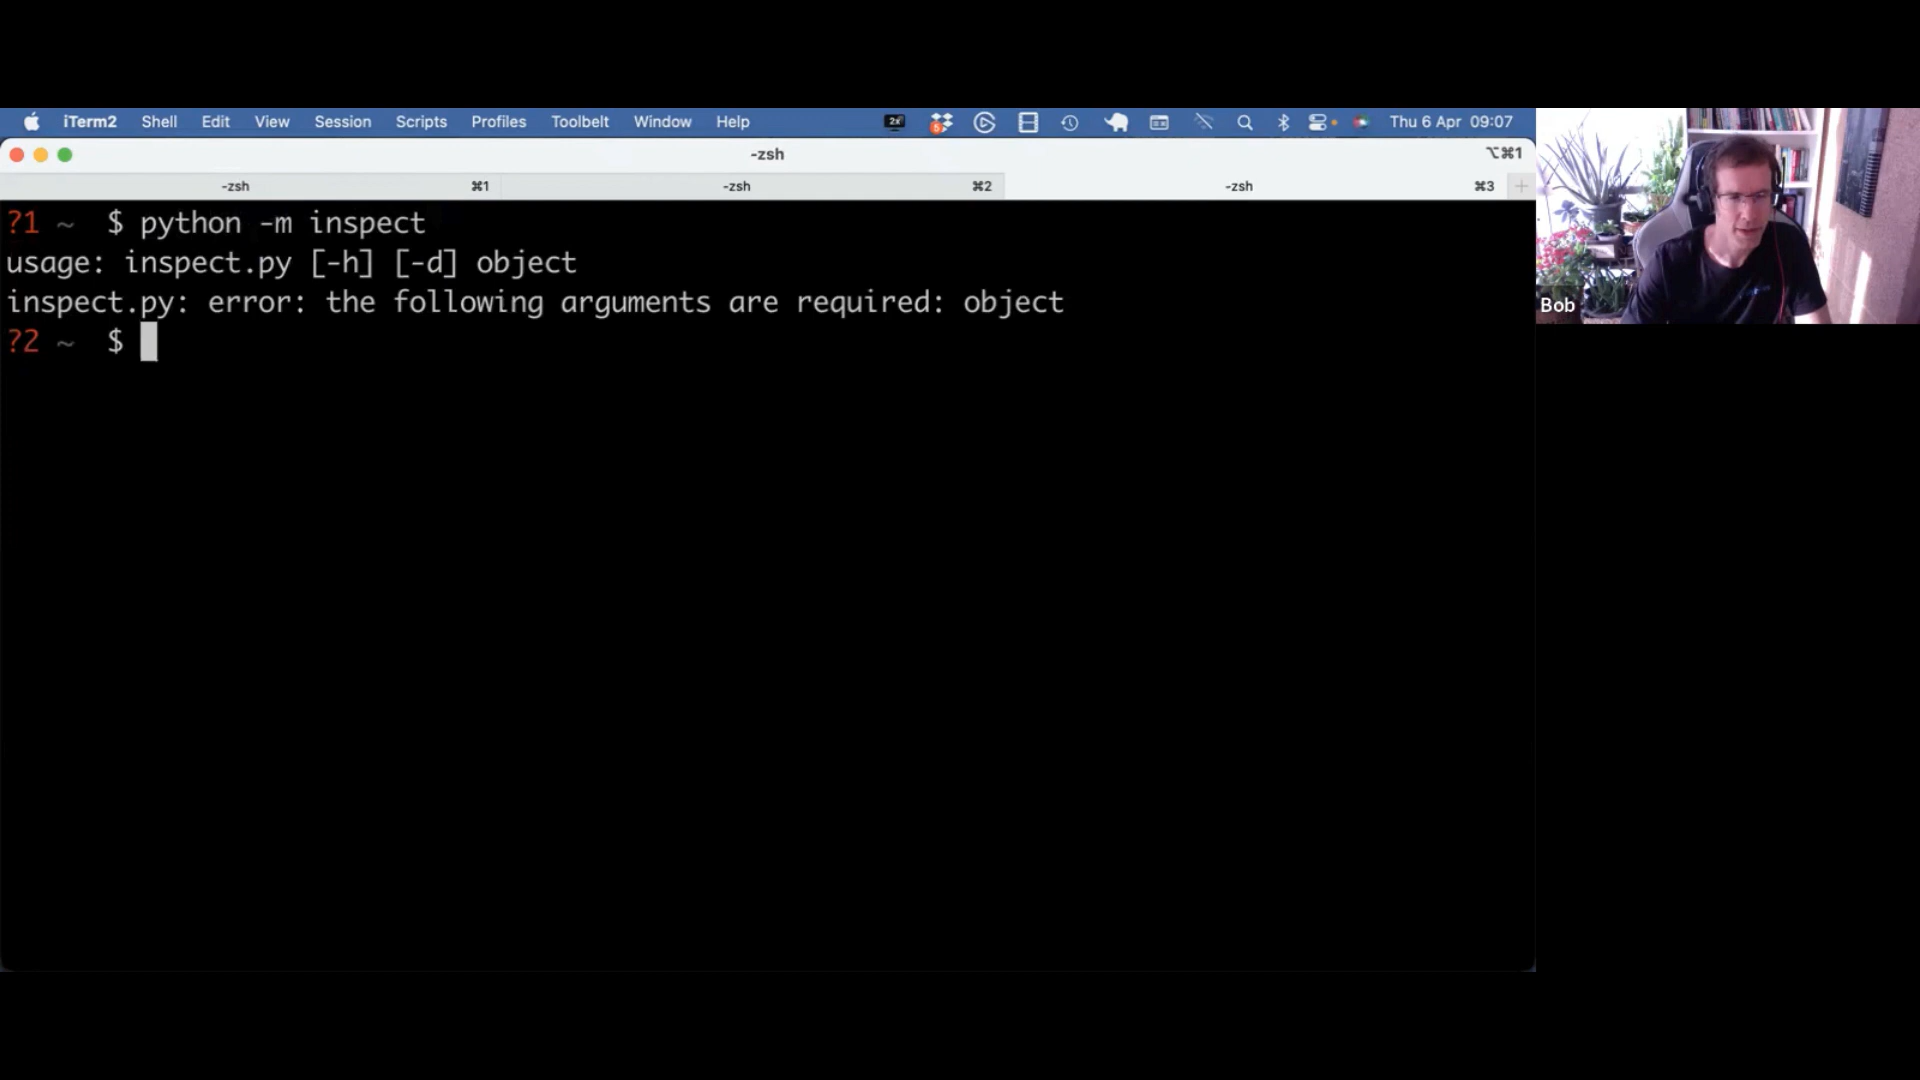 iTerm2 Shell Edit View Session Scripts Profiles Toolbelt Window Help 2x 5 Thu 6 Apr 09:07
-zsh ⌥⌘1
-zsh ⌘1 -zsh ⌘2 -zsh ⌘3 +
?1 ~ $ python -m inspect
usage: inspect.py [-h] [-d] object
inspect.py: error: the following arguments are required: object
?2 ~ $
Bob